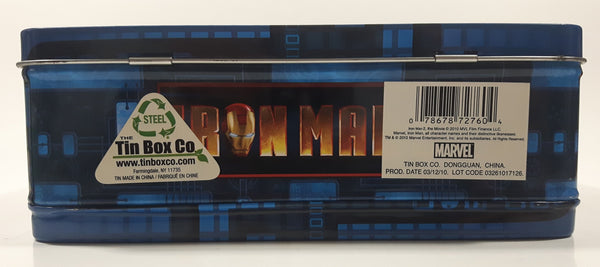 STEEL
THE
Tin Box Co.
www.tinboxco.com
Farmingdale, NY 11735
TIN MADE IN CHINA / FABRIQUÉ EN CHINE
IRON MAN
0 78678 72760 4
Iron Man 2, the Movie © 2010 MVL Film Finance LLC.
Marvel, Iron Man, all character names and their distinctive likenesses:
TM & © 2010 Marvel Entertainment, Inc. and its subsidiaries. All rights reserved.
MARVEL
TIN BOX CO. DONGGUAN, CHINA.
PROD. DATE 03/12/10. LOT CODE 03261017126.